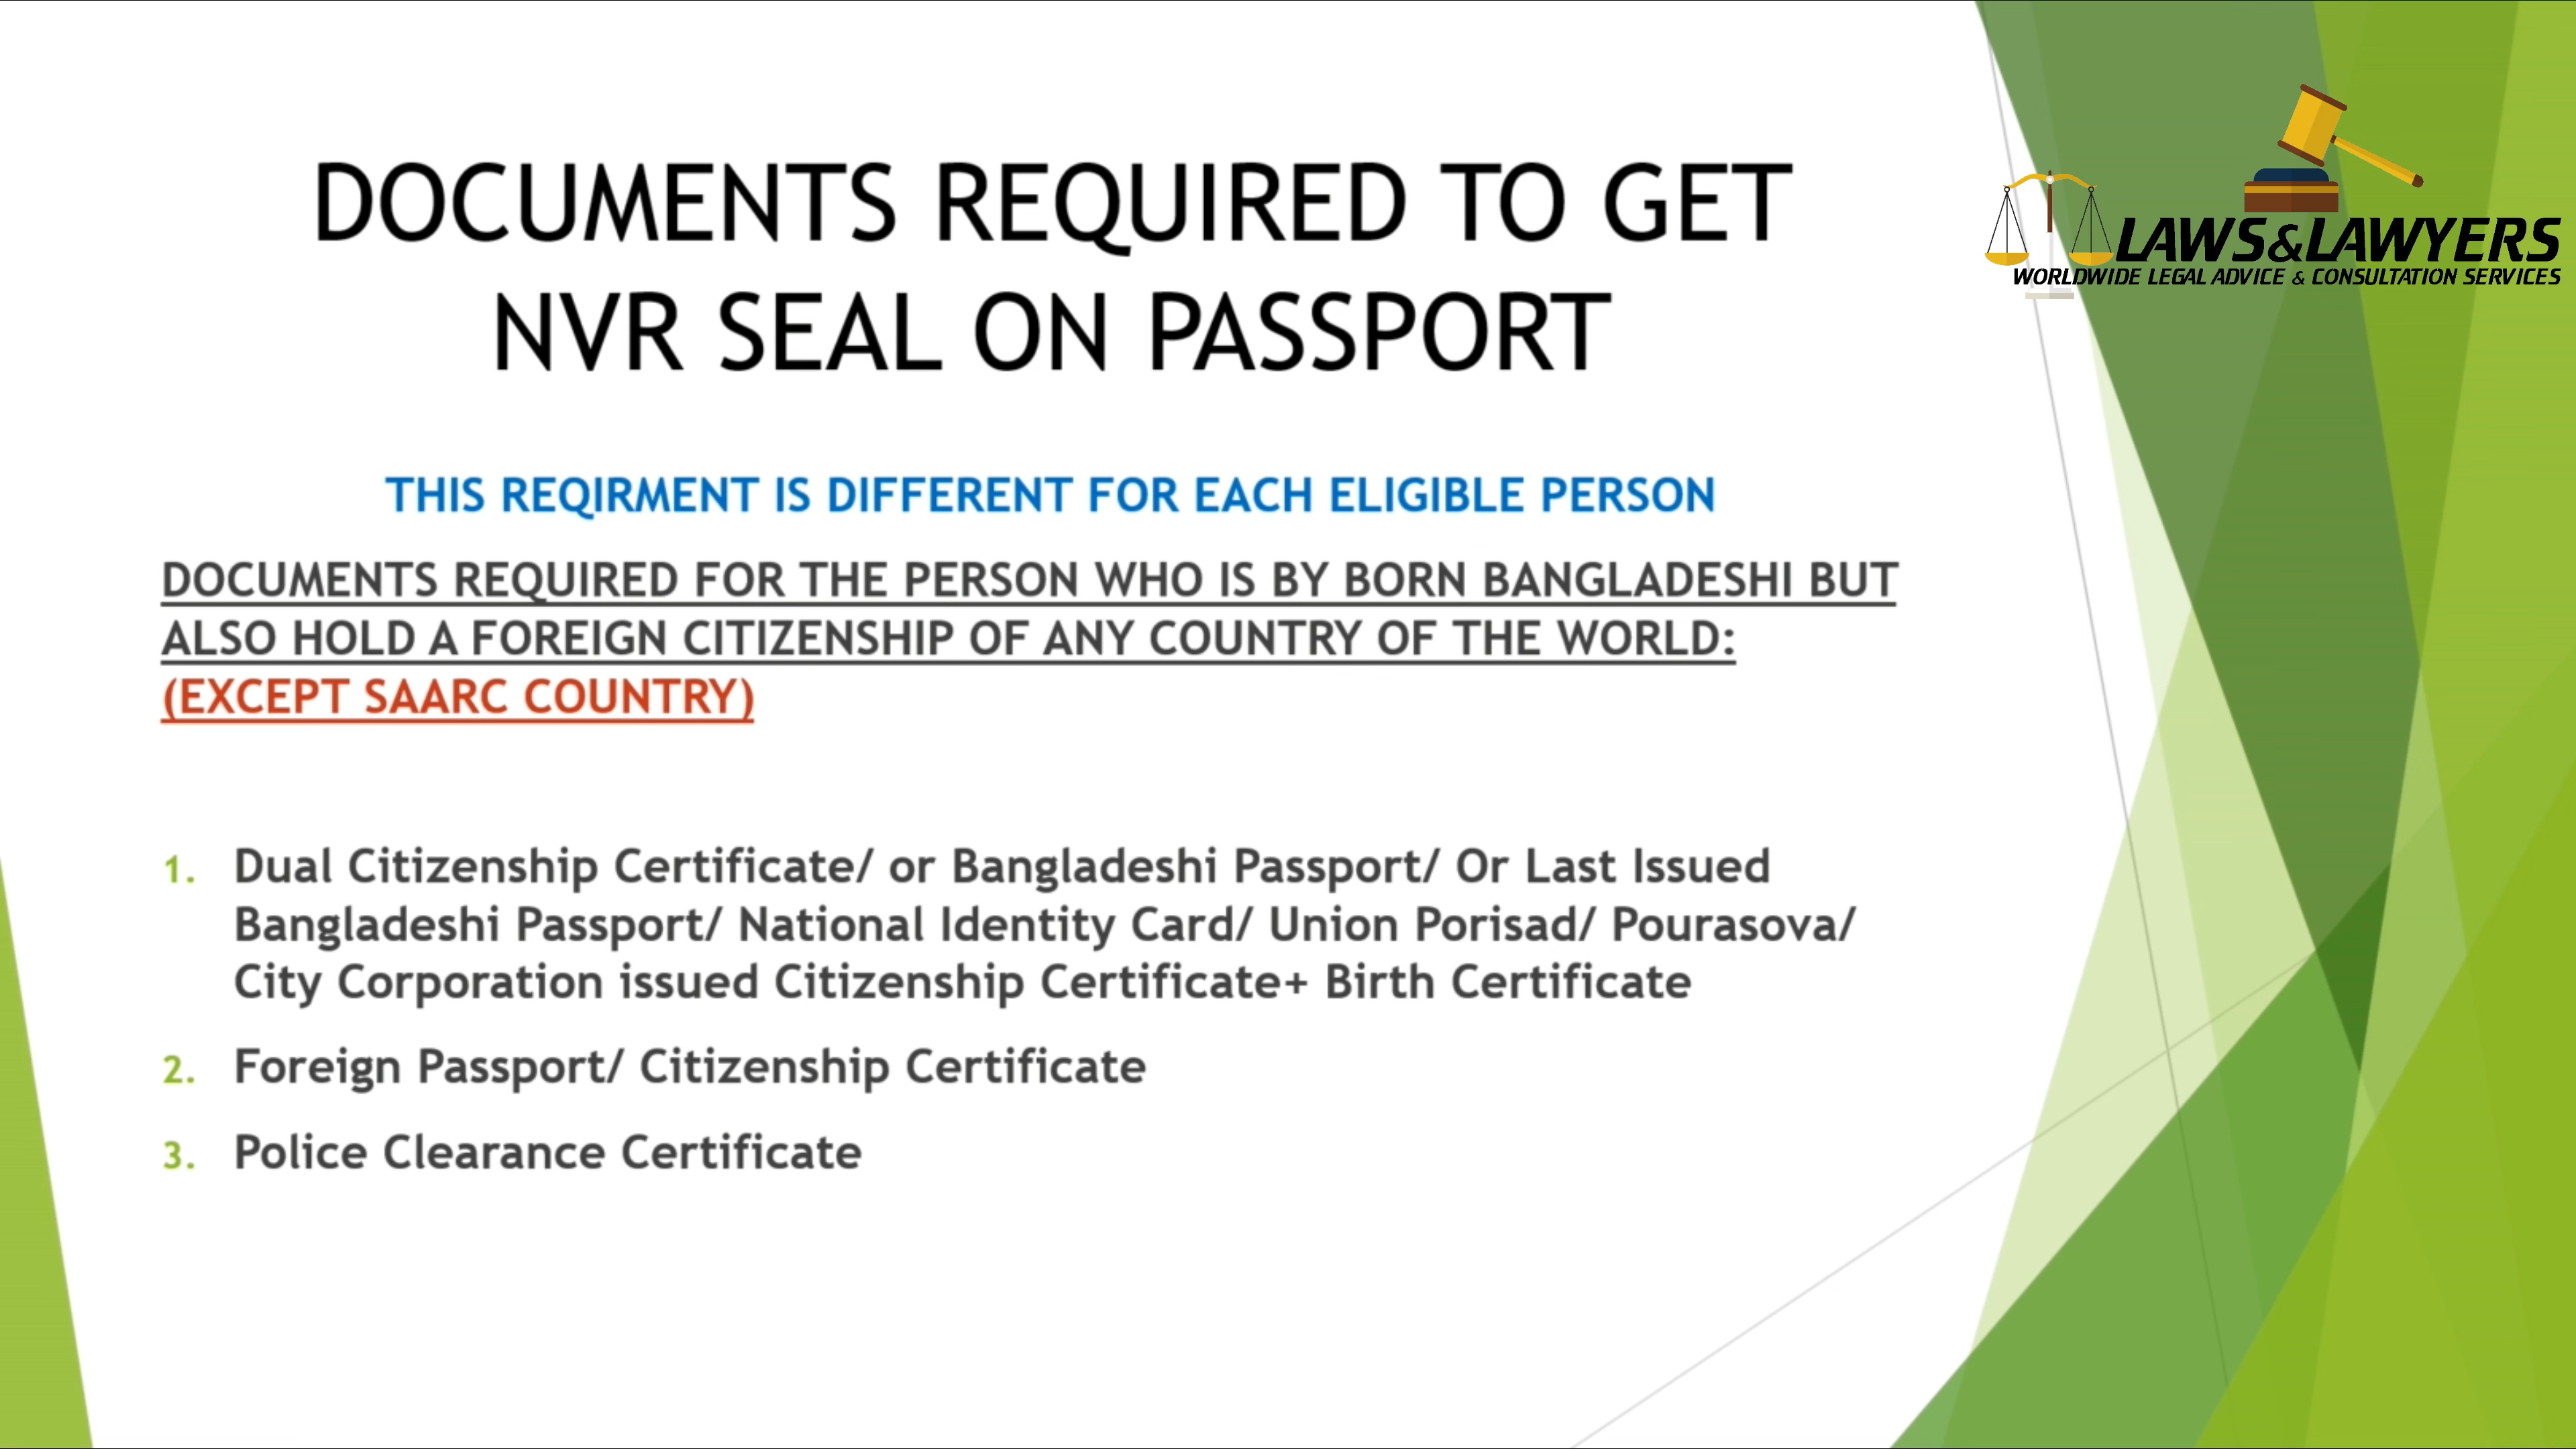 DOCUMENTS REQUIRED TO GET
NVR SEAL ON PASSPORT
LAWS&LAWYERS
WORLDWIDE LEGAL ADVICE & CONSULTATION SERVICES
THIS REQIRMENT IS DIFFERENT FOR EACH ELIGIBLE PERSON
DOCUMENTS REQUIRED FOR THE PERSON WHO IS BY BORN BANGLADESHI BUT
ALSO HOLD A FOREIGN CITIZENSHIP OF ANY COUNTRY OF THE WORLD:
(EXCEPT SAARC COUNTRY)
1. Dual Citizenship Certificate/ or Bangladeshi Passport/ Or Last Issued
Bangladeshi Passport/ National Identity Card/ Union Porisad/ Pourasova/
City Corporation issued Citizenship Certificate+ Birth Certificate
2. Foreign Passport/ Citizenship Certificate
3. Police Clearance Certificate